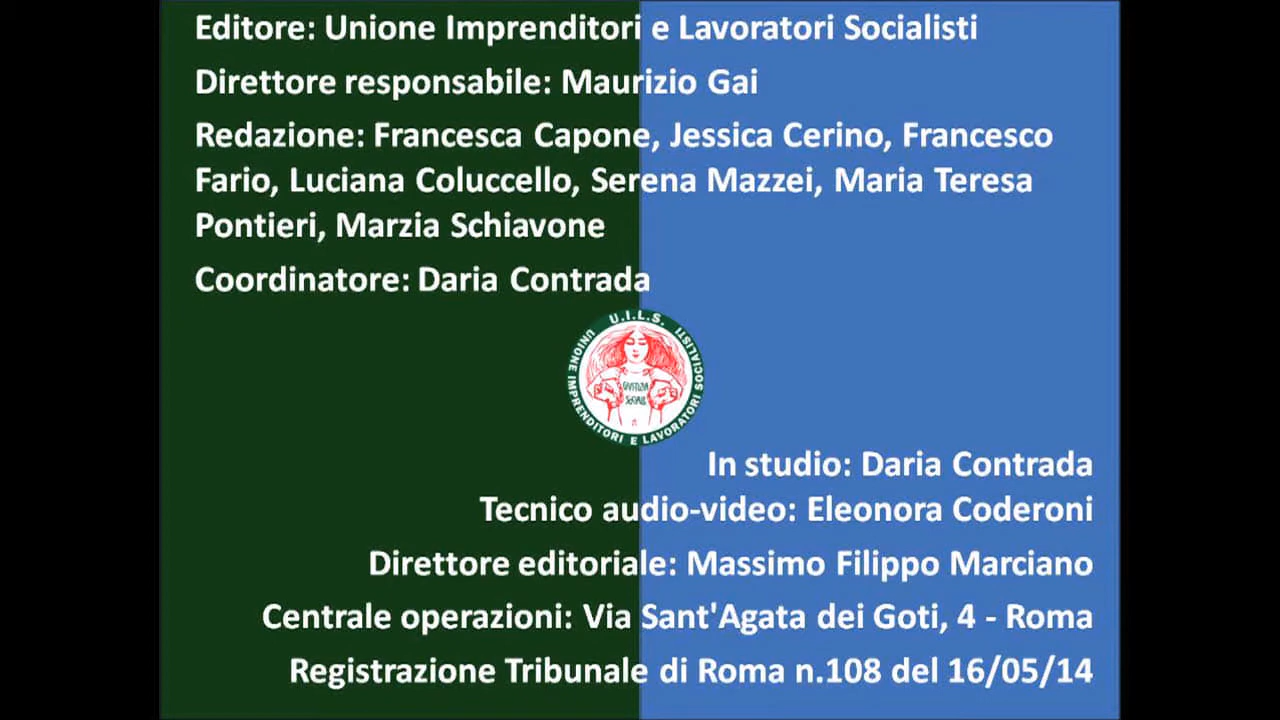 Editore: Unione Imprenditori e Lavoratori Socialisti
Direttore responsabile: Maurizio Gai
Redazione: Francesca Capone, Jessica Cerino, Francesco
Fario, Luciana Coluccello, Serena Mazzei, Maria Teresa
Pontieri, Marzia Schiavone
Coordinatore: Daria Contrada
U.I.L.S.
UNIONE IMPRENDITORI E LAVORATORI SOCIALISTI
GIUSTIZIA
SOCIALE
In studio: Daria Contrada
Tecnico audio-video: Eleonora Coderoni
Direttore editoriale: Massimo Filippo Marciano
Centrale operazioni: Via Sant'Agata dei Goti, 4 - Roma
Registrazione Tribunale di Roma n.108 del 16/05/14